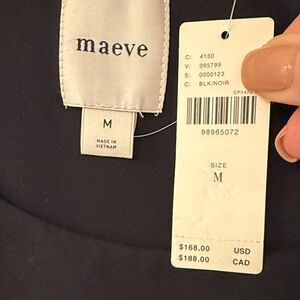 maeve
M
MADE IN
VIETNAM
C: 4130
V: 095799
S: 0000123
C: BLK/NOIR
98965072
SIZE
M
$168.00 USD
$188.00 CAD